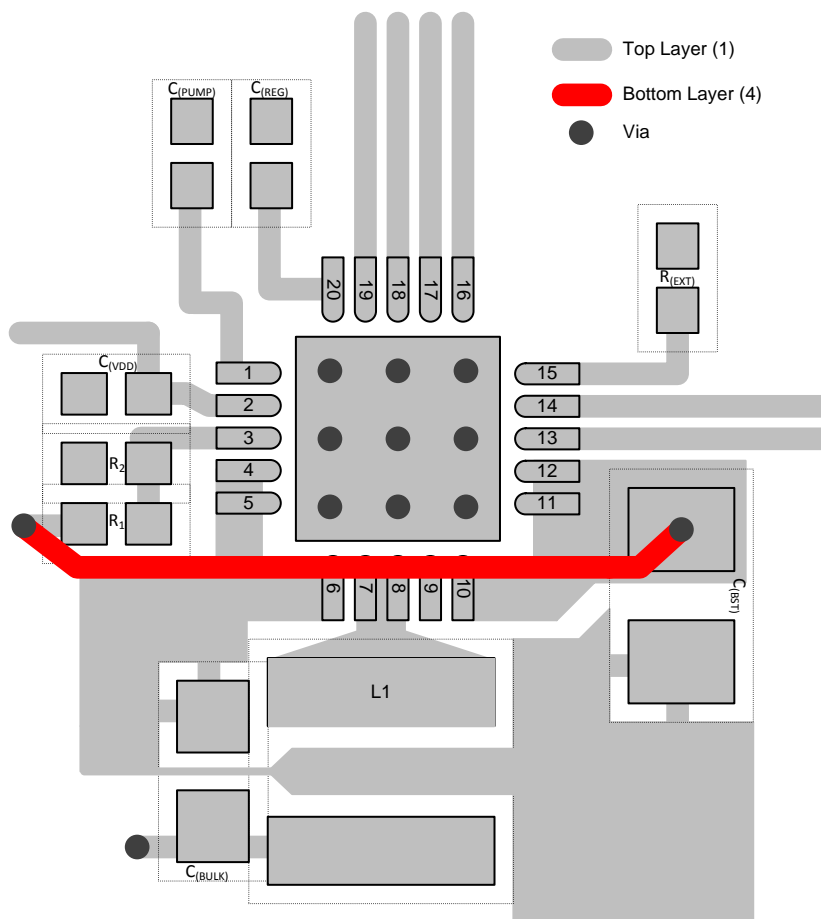 Top Layer (1)
Bottom Layer (4)
Via
C(PUMP)
C(REG)
R(EXT)
20
19
18
17
16
C(VDD)
1
2
3
4
5
15
14
13
12
11
R2
R1
6
7
8
9
10
C(BST)
L1
C(BULK)